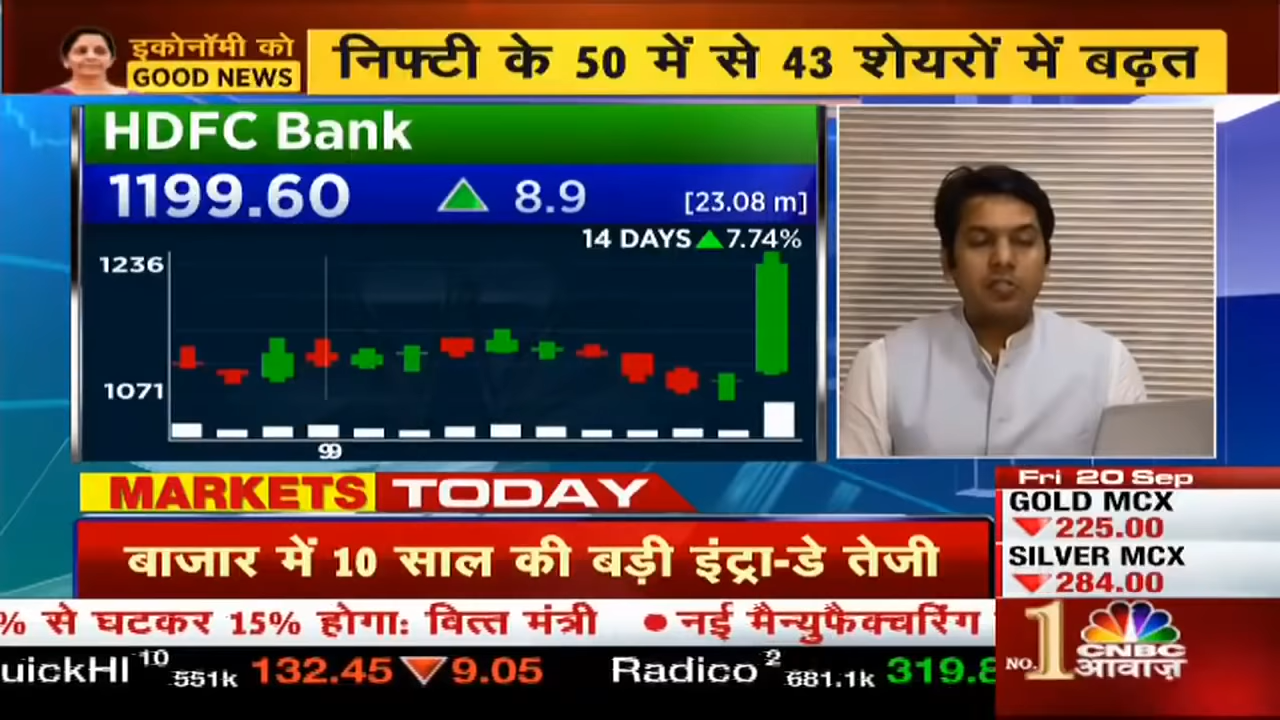 इकोनॉमी को
GOOD NEWS
निफ्टी के 50 में से 43 शेयरों में बढ़त
HDFC Bank
1199.60 8.9 [23.08 m]
14 DAYS 7.74%
1236
1071
99
MARKETS TODAY
बाजार में 10 साल की बड़ी इंट्रा-डे तेजी
Fri 20 Sep
GOLD MCX
225.00
SILVER MCX
284.00
% से घटकर 15% होगा: वित्त मंत्री ● नई मैन्युफैक्चरिंग
uickHl 10 551k 132.45 9.05 Radico 2 681.1k 319.8
NO. 1 CNBC
आवाज़